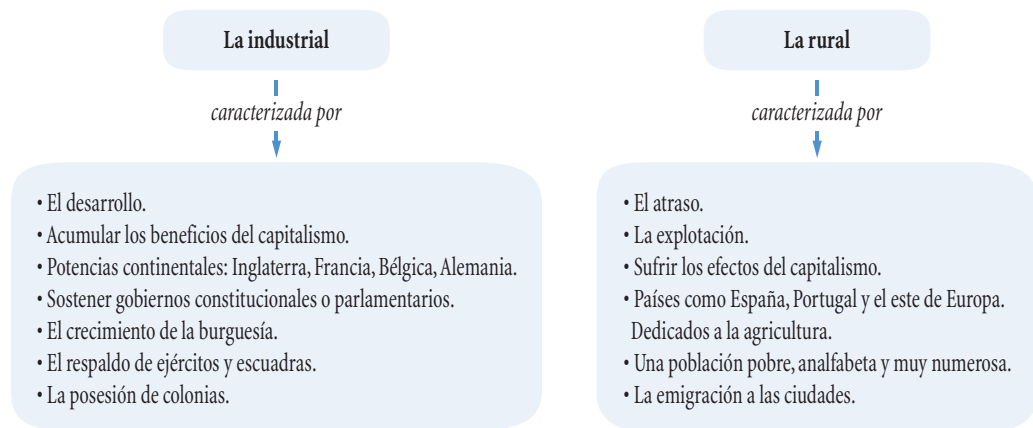 La industrial
caracterizada por
• El desarrollo.
• Acumular los beneficios del capitalismo.
• Potencias continentales: Inglaterra, Francia, Bélgica, Alemania.
• Sostener gobiernos constitucionales o parlamentarios.
• El crecimiento de la burguesía.
• El respaldo de ejércitos y escuadras.
• La posesión de colonias.
La rural
caracterizada por
• El atraso.
• La explotación.
• Sufrir los efectos del capitalismo.
• Países como España, Portugal y el este de Europa.
Dedicados a la agricultura.
• Una población pobre, analfabeta y muy numerosa.
• La emigración a las ciudades.